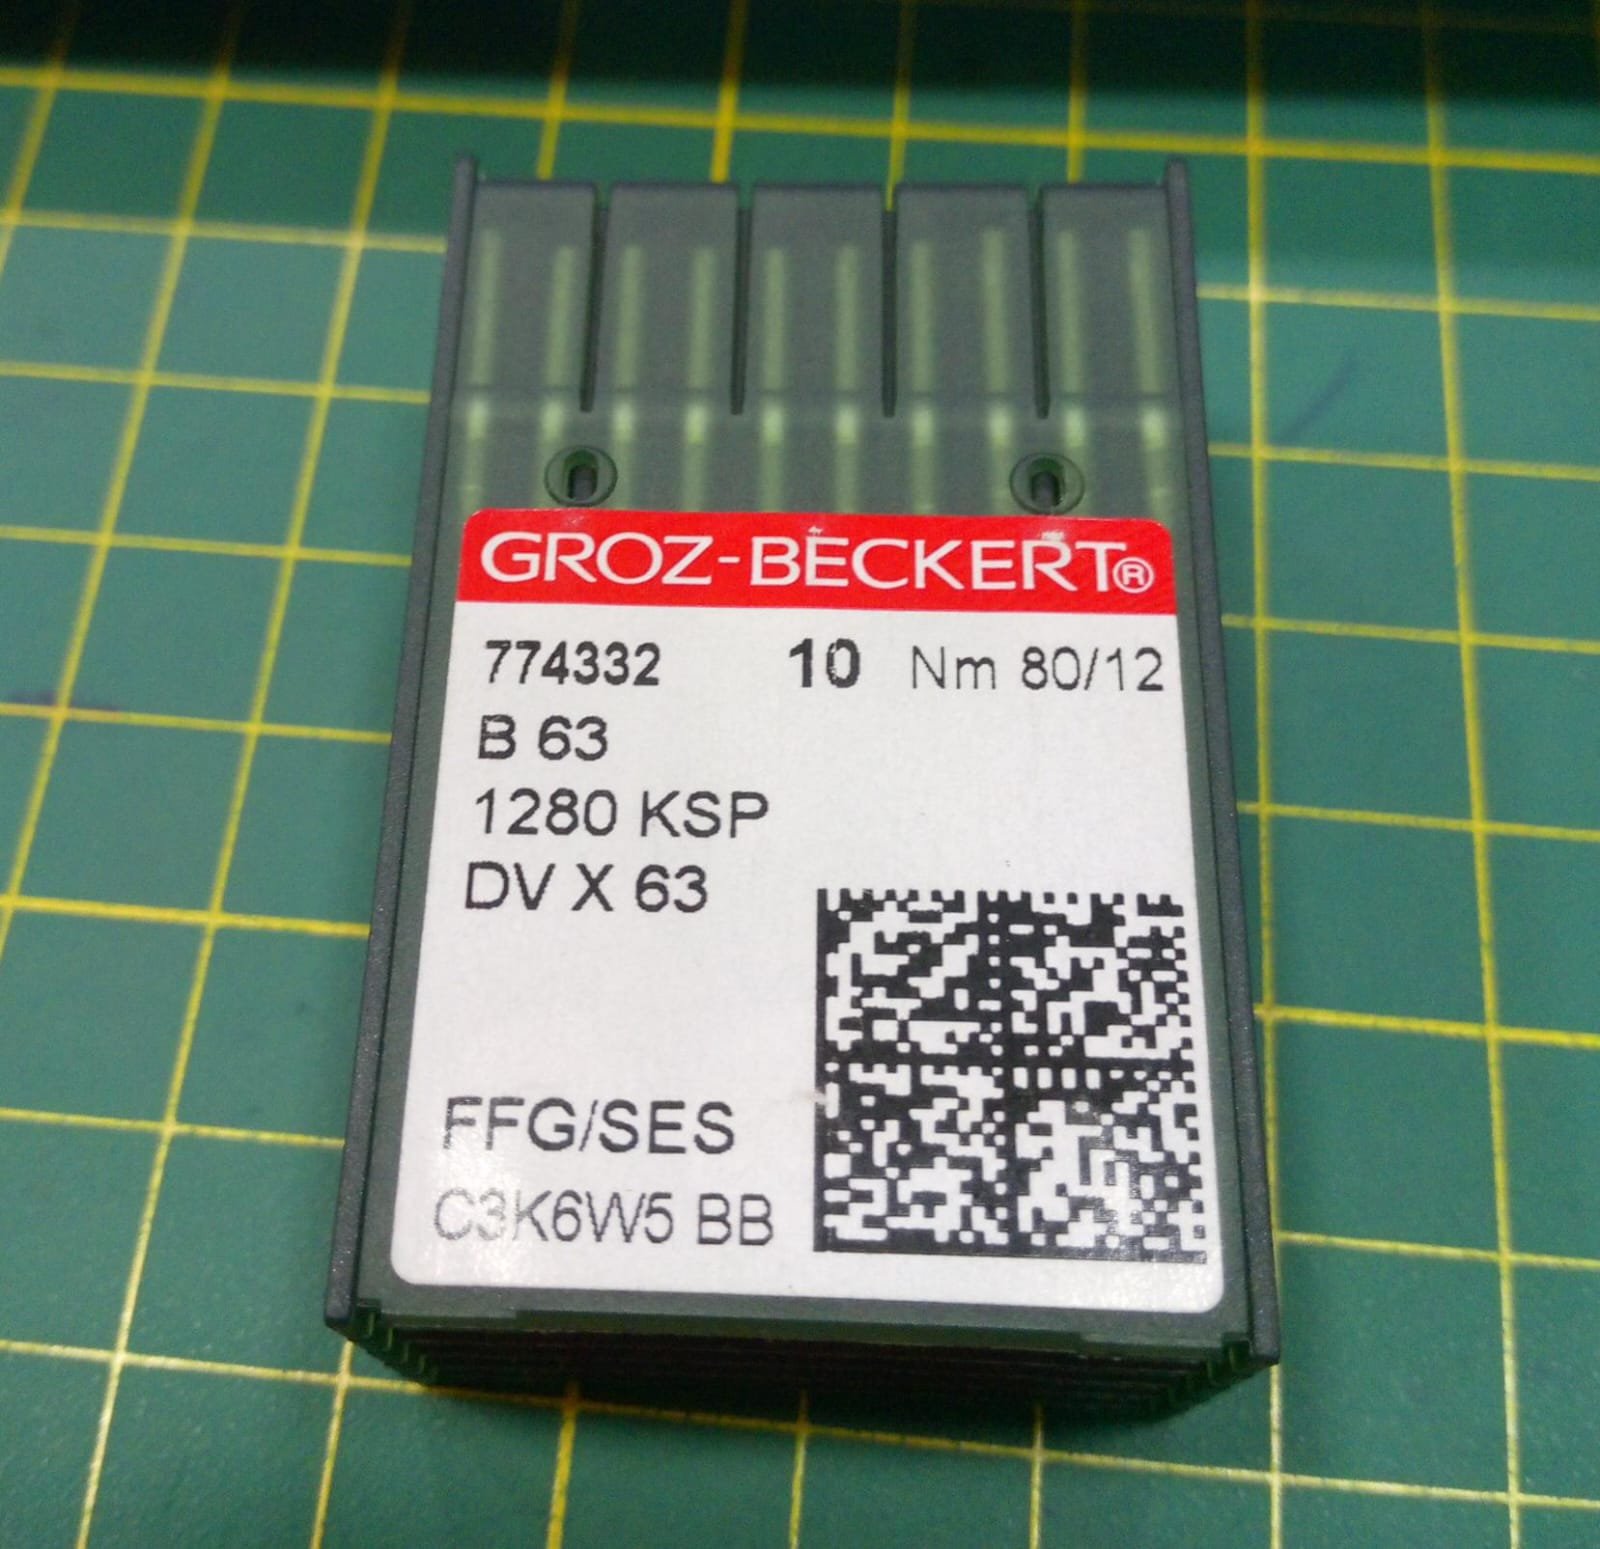 GROZ-BECKERT®
774332 10 Nm 80/12
B 63
1280 KSP
DV X 63
FFG/SES
C3K6W5 BB